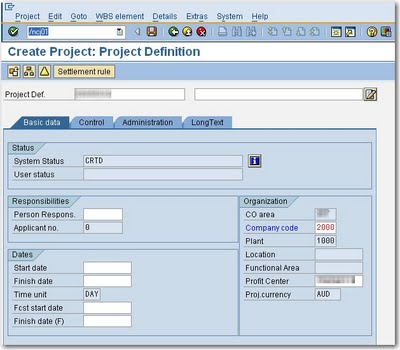 Project Edit Goto WBS element Details Extras System Help
/ncj01
Create Project: Project Definition
Settlement rule
Project Def.
Basic data Control Administration LongText
Status
System Status CRTD
User status
Responsibilities
Person Respons.
Applicant no. 0
Organization
CO area
Company code 2000
Plant 1000
Location
Functional Area
Profit Center
Proj.currency AUD
Dates
Start date
Finish date
Time unit DAY
Fcst start date
Finish date (F)